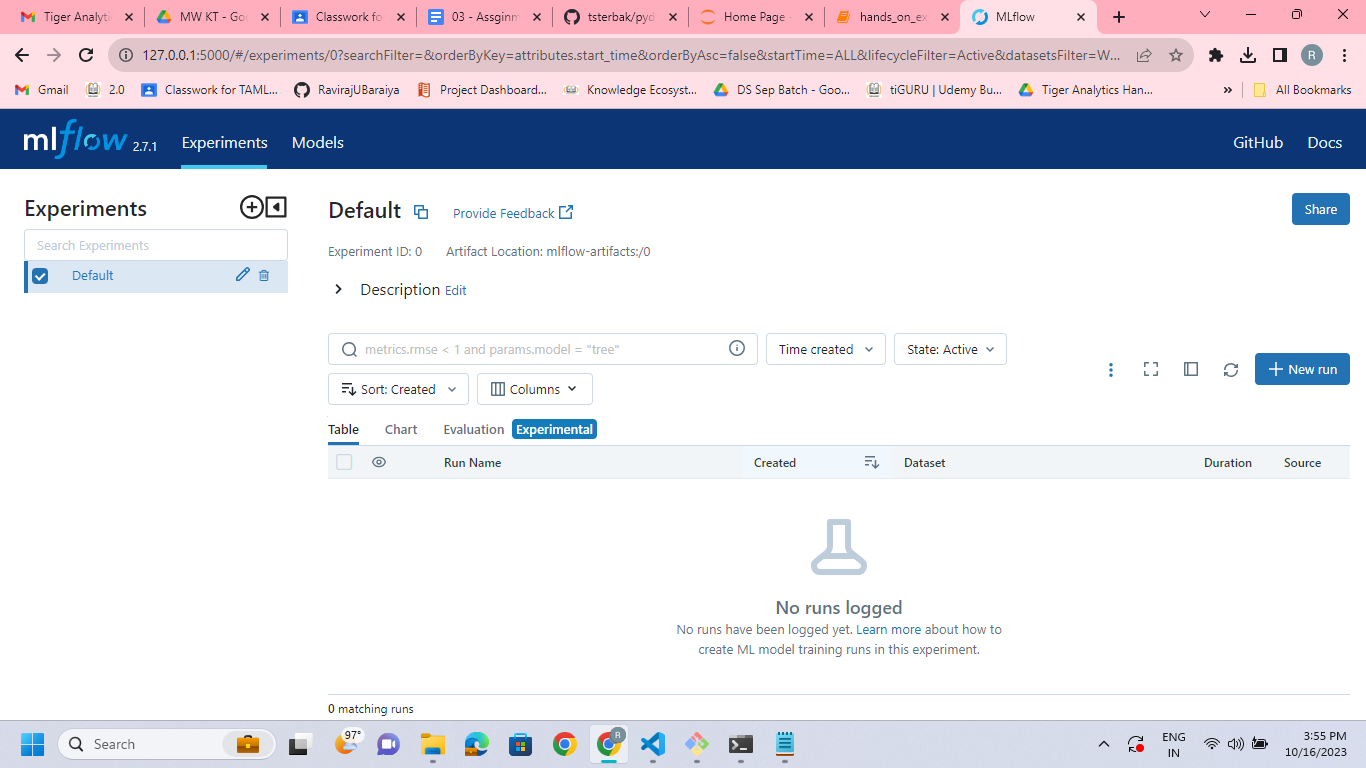 Tiger Analyti
MW KT - Goo
Classwork fo
03 - Assginm
tsterbak/pyd
Home Page -
hands_on_ex
MLflow
127.0.0.1:5000/#/experiments/0?searchFilter=&orderByKey=attributes.start_time&orderByAsc=false&startTime=ALL&lifecycleFilter=Active&datasetsFilter=W...
R
Gmail
2.0
Classwork for TAML...
RavirajUBaraiya
Project Dashboard...
Knowledge Ecosyst...
DS Sep Batch - Goo...
tiGURU | Udemy Bu...
Tiger Analytics Han...
»
All Bookmarks
mlflow 2.7.1
Experiments
Models
GitHub
Docs
Experiments
Search Experiments
Default
Default
Provide Feedback
Share
Experiment ID: 0
Artifact Location: mlflow-artifacts:/0
Description Edit
metrics.rmse < 1 and params.model = "tree"
Time created
State: Active
Sort: Created
Columns
New run
Table
Chart
Evaluation
Experimental
Run Name
Created
Dataset
Duration
Source
No runs logged
No runs have been logged yet. Learn more about how to
create ML model training runs in this experiment.
0 matching runs
Search
97°
R
ENG
IN
3:55 PM
10/16/2023